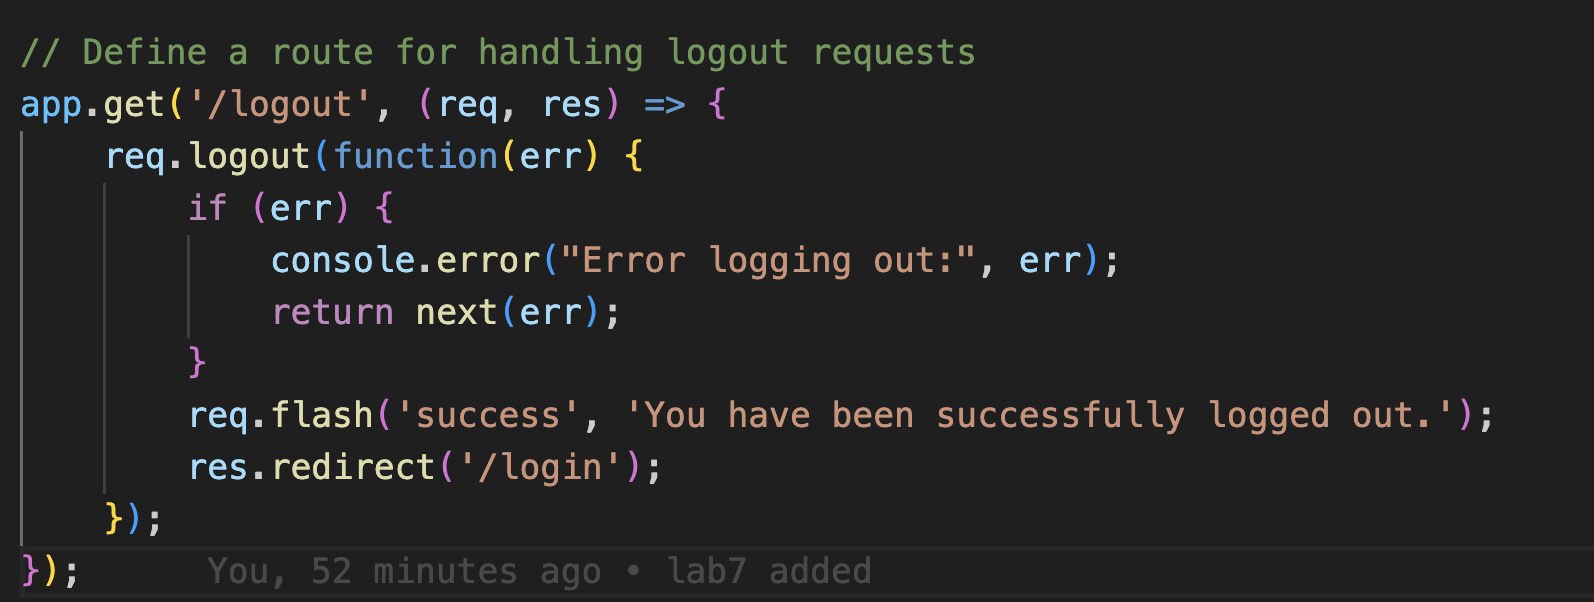 // Define a route for handling logout requests
app.get('/logout', (req, res) => {
    req.logout(function(err) {
        if (err) {
            console.error("Error logging out:", err);
            return next(err);
        }
        req.flash('success', 'You have been successfully logged out.');
        res.redirect('/login');
    });
});      You, 52 minutes ago • lab7 added